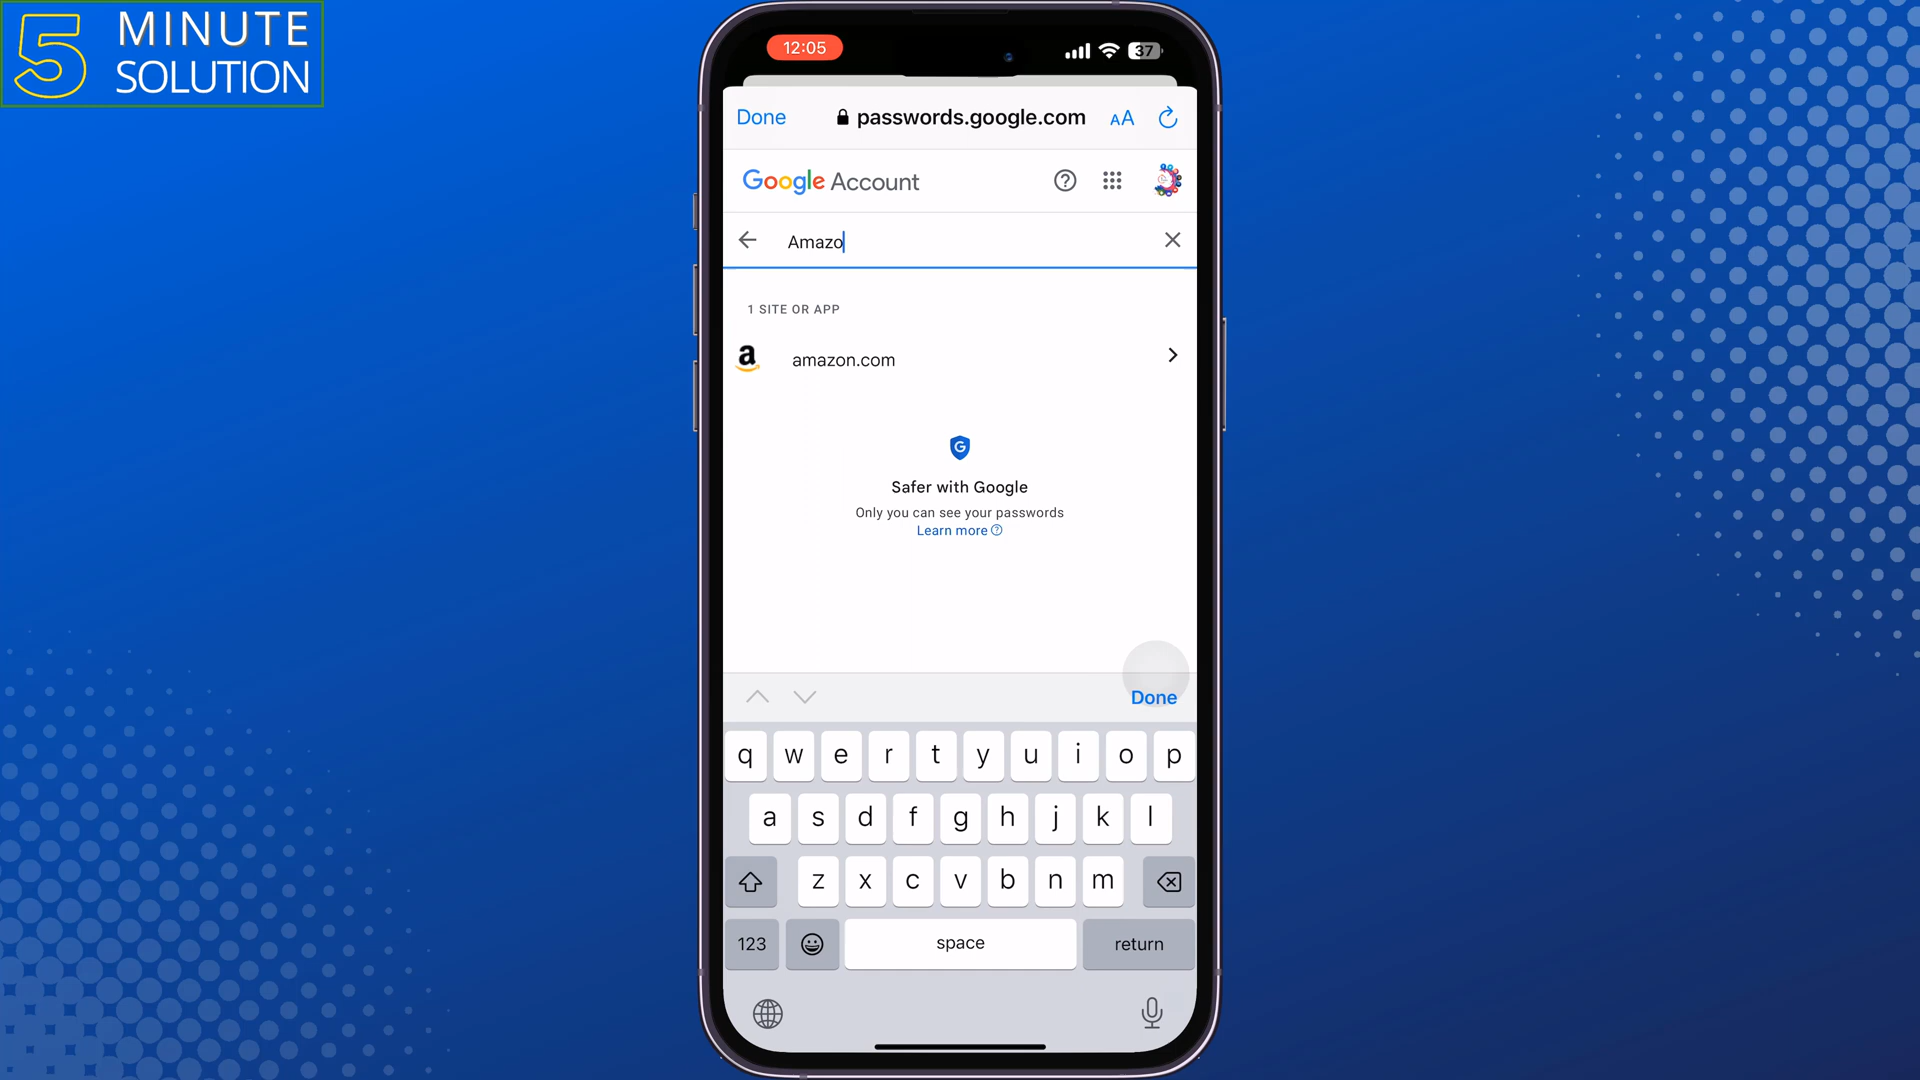 5 MINUTE
SOLUTION
12:05
37
Done
passwords.google.com
AA
Google Account
Amazo
1 SITE OR APP
a
amazon.com
G
Safer with Google
Only you can see your passwords
Learn more
Done
q w e r t y u i o p
a s d f g h j k l
z x c v b n m
123
space
return